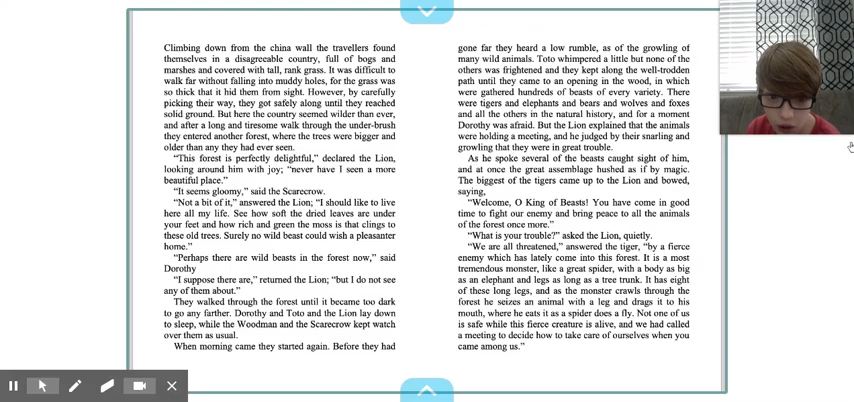 Climbing down from the china wall the travellers found
themselves in a disagreeable country, full of bogs and
marshes and covered with tall, rank grass. It was difficult to
walk far without falling into muddy holes, for the grass was
so thick that it hid them from sight. However, by carefully
picking their way, they got safely along until they reached
solid ground. But here the country seemed wilder than ever,
and after a long and tiresome walk through the under-brush
they entered another forest, where the trees were bigger and
older than any they had ever seen.
"This forest is perfectly delightful," declared the Lion,
looking around him with joy; "never have I seen a more
beautiful place."
"It seems gloomy," said the Scarecrow.
"Not a bit of it," answered the Lion; "I should like to live
here all my life. See how soft the dried leaves are under
your feet and how rich and green the moss is that clings to
these old trees. Surely no wild beast could wish a pleasanter
home."
"Perhaps there are wild beasts in the forest now," said
Dorothy
"I suppose there are," returned the Lion; "but I do not see
any of them about."
They walked through the forest until it became too dark
to go any farther. Dorothy and Toto and the Lion lay down
to sleep, while the Woodman and the Scarecrow kept watch
over them as usual.
When morning came they started again. Before they had
gone far they heard a low rumble, as of the growling of
many wild animals. Toto whimpered a little but none of the
others was frightened and they kept along the well-trodden
path until they came to an opening in the wood, in which
were gathered hundreds of beasts of every variety. There
were tigers and elephants and bears and wolves and foxes
and all the others in the natural history, and for a moment
Dorothy was afraid. But the Lion explained that the animals
were holding a meeting, and he judged by their snarling and
growling that they were in great trouble.
As he spoke several of the beasts caught sight of him,
and at once the great assemblage hushed as if by magic.
The biggest of the tigers came up to the Lion and bowed,
saying,
"Welcome, O King of Beasts! You have come in good
time to fight our enemy and bring peace to all the animals
of the forest once more."
"What is your trouble?" asked the Lion, quietly.
"We are all threatened," answered the tiger, "by a fierce
enemy which has lately come into this forest. It is a most
tremendous monster, like a great spider, with a body as big
as an elephant and legs as long as a tree trunk. It has eight
of these long legs, and as the monster crawls through the
forest he seizes an animal with a leg and drags it to his
mouth, where he eats it as a spider does a fly. Not one of us
is safe while this fierce creature is alive, and we had called
a meeting to decide how to take care of ourselves when you
came among us."